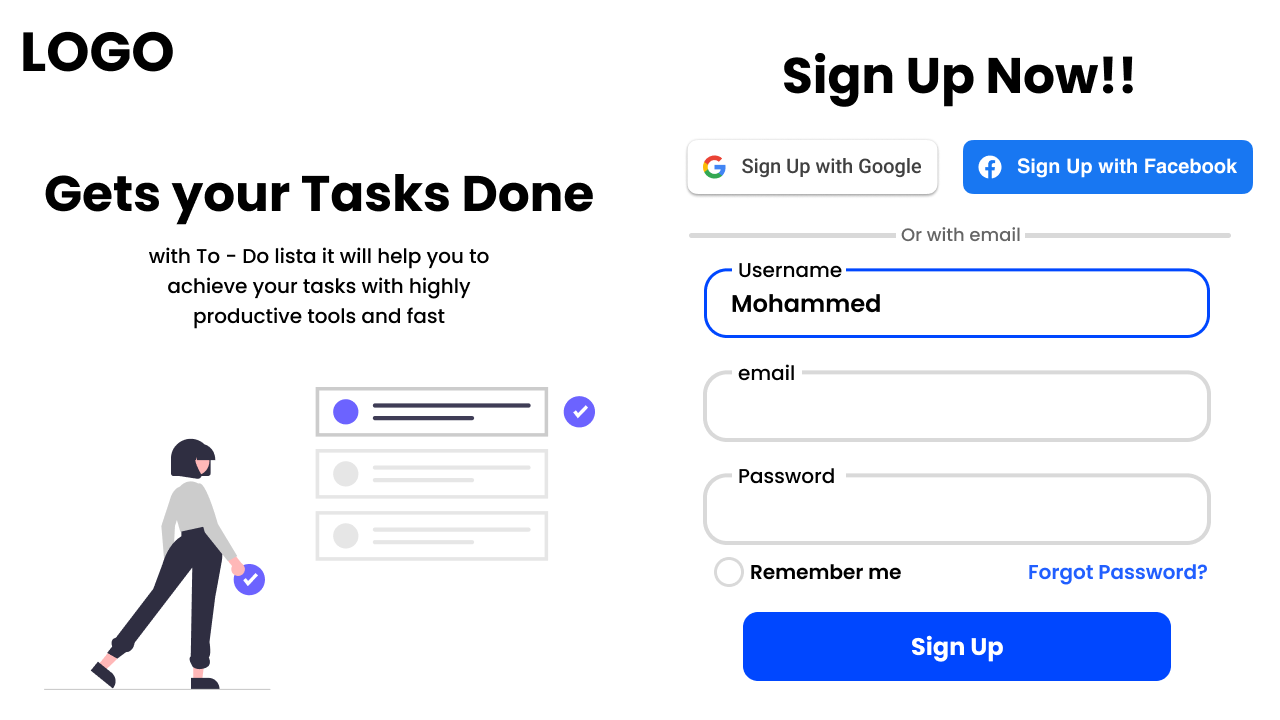 LOGO
Gets your Tasks Done
with To - Do lista it will help you to
achieve your tasks with highly
productive tools and fast
Sign Up Now!!
Sign Up with Google
Sign Up with Facebook
Or with email
Username
Mohammed
email
Password
Remember me
Forgot Password?
Sign Up